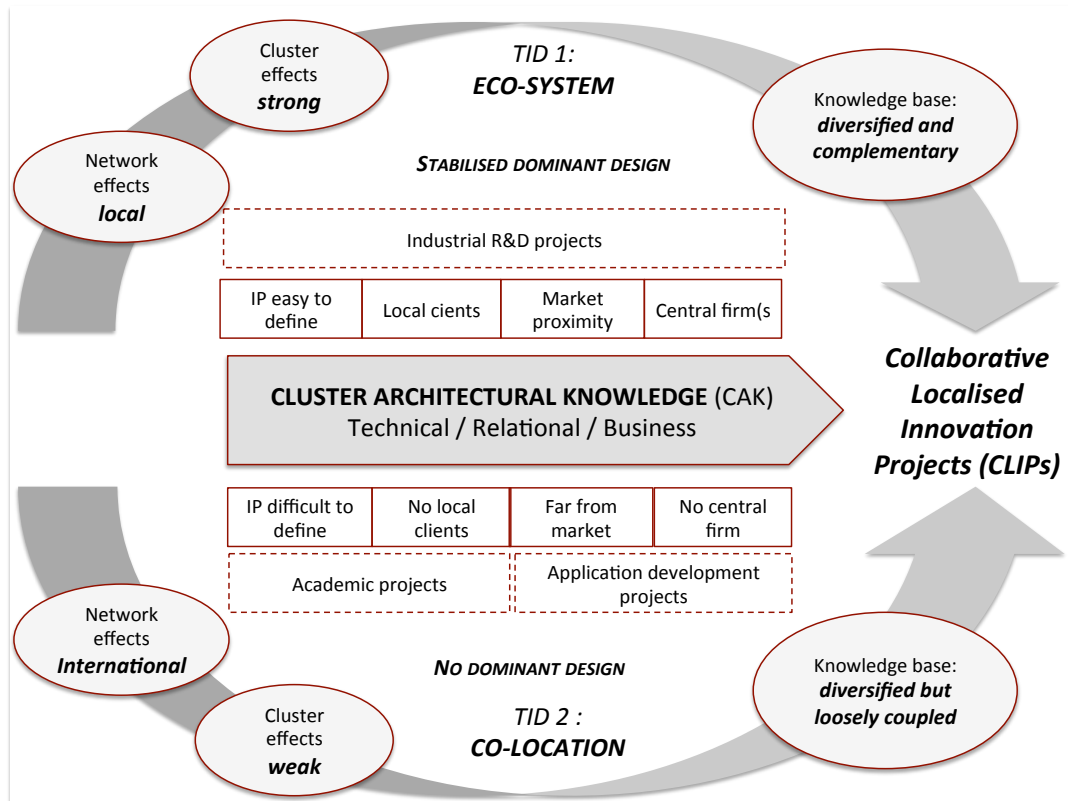 Cluster
effects
strong
TID 1:
ECO-SYSTEM
Knowledge base:
diversified and
complementary
Network
effects
local
STABILISED DOMINANT DESIGN
Industrial R&D projects
IP easy to
define
Local cients
Market
proximity
Central firm(s
CLUSTER ARCHITECTURAL KNOWLEDGE (CAK)
Technical / Relational / Business
Collaborative
Localised
Innovation
Projects (CLIPs)
IP difficult to
define
No local
clients
Far from
market
No central
firm
Academic projects
Application development
projects
Network
effects
International
NO DOMINANT DESIGN
Knowledge base:
diversified but
loosely coupled
Cluster
effects
weak
TID 2 :
CO-LOCATION